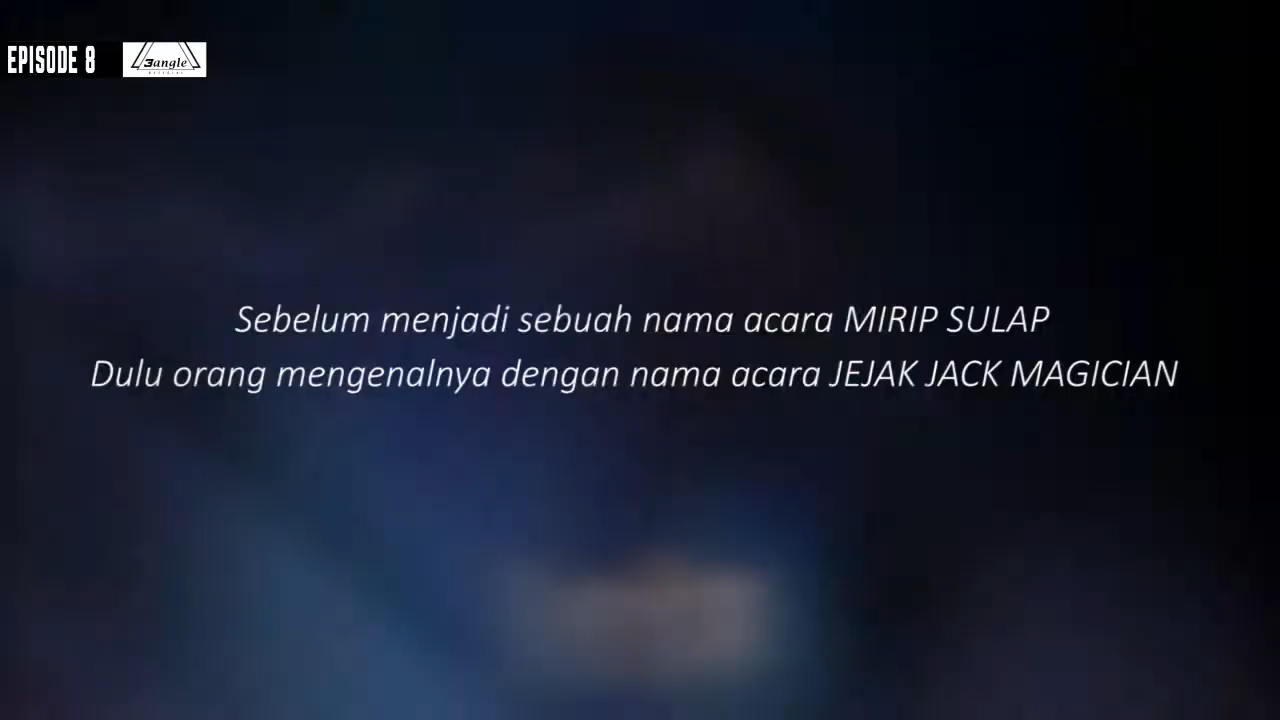 EPISODE 8
3angle
OFFICIAL
Sebelum menjadi sebuah nama acara MIRIP SULAP
Dulu orang mengenalnya dengan nama acara JEJAK JACK MAGICIAN